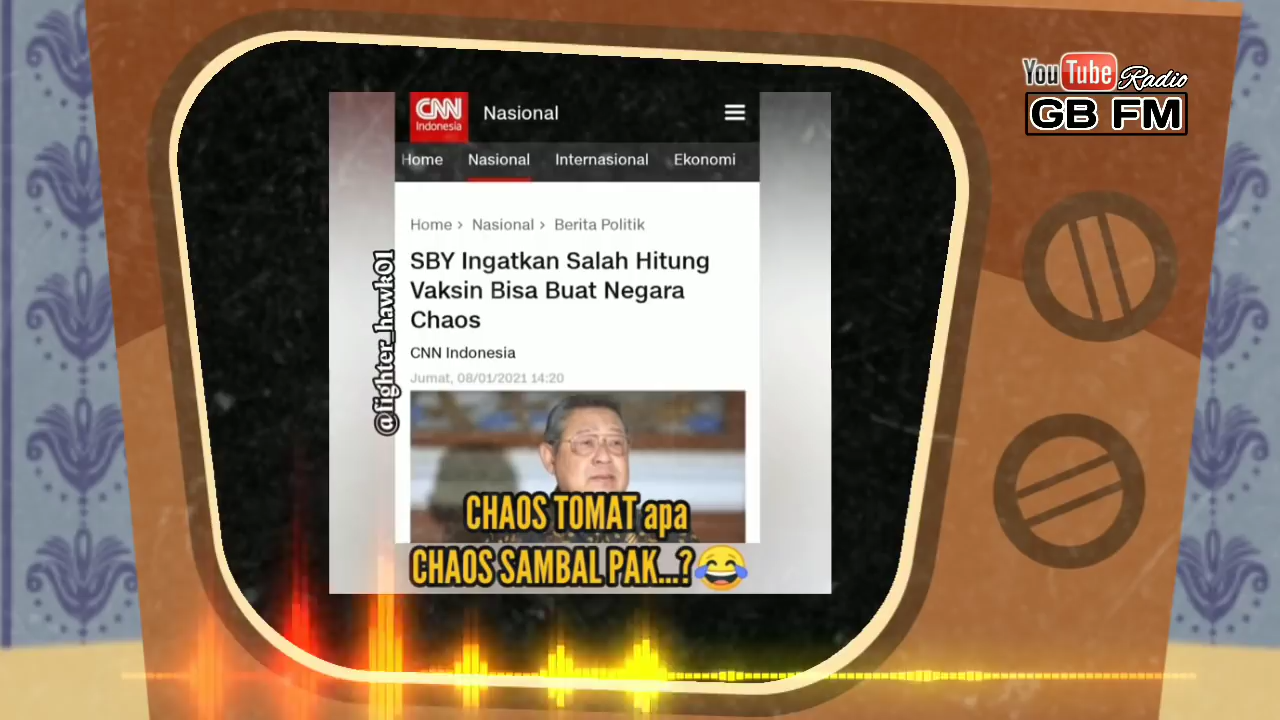 YouTube Radio
GB FM
CNN
Indonesia
Nasional
Home Nasional Internasional Ekonomi
Home › Nasional › Berita Politik
SBY Ingatkan Salah Hitung
Vaksin Bisa Buat Negara
Chaos
CNN Indonesia
Jumat, 08/01/2021 14:20
@fighter_hawk01
CHAOS TOMAT apa
CHAOS SAMBAL PAK...?😂